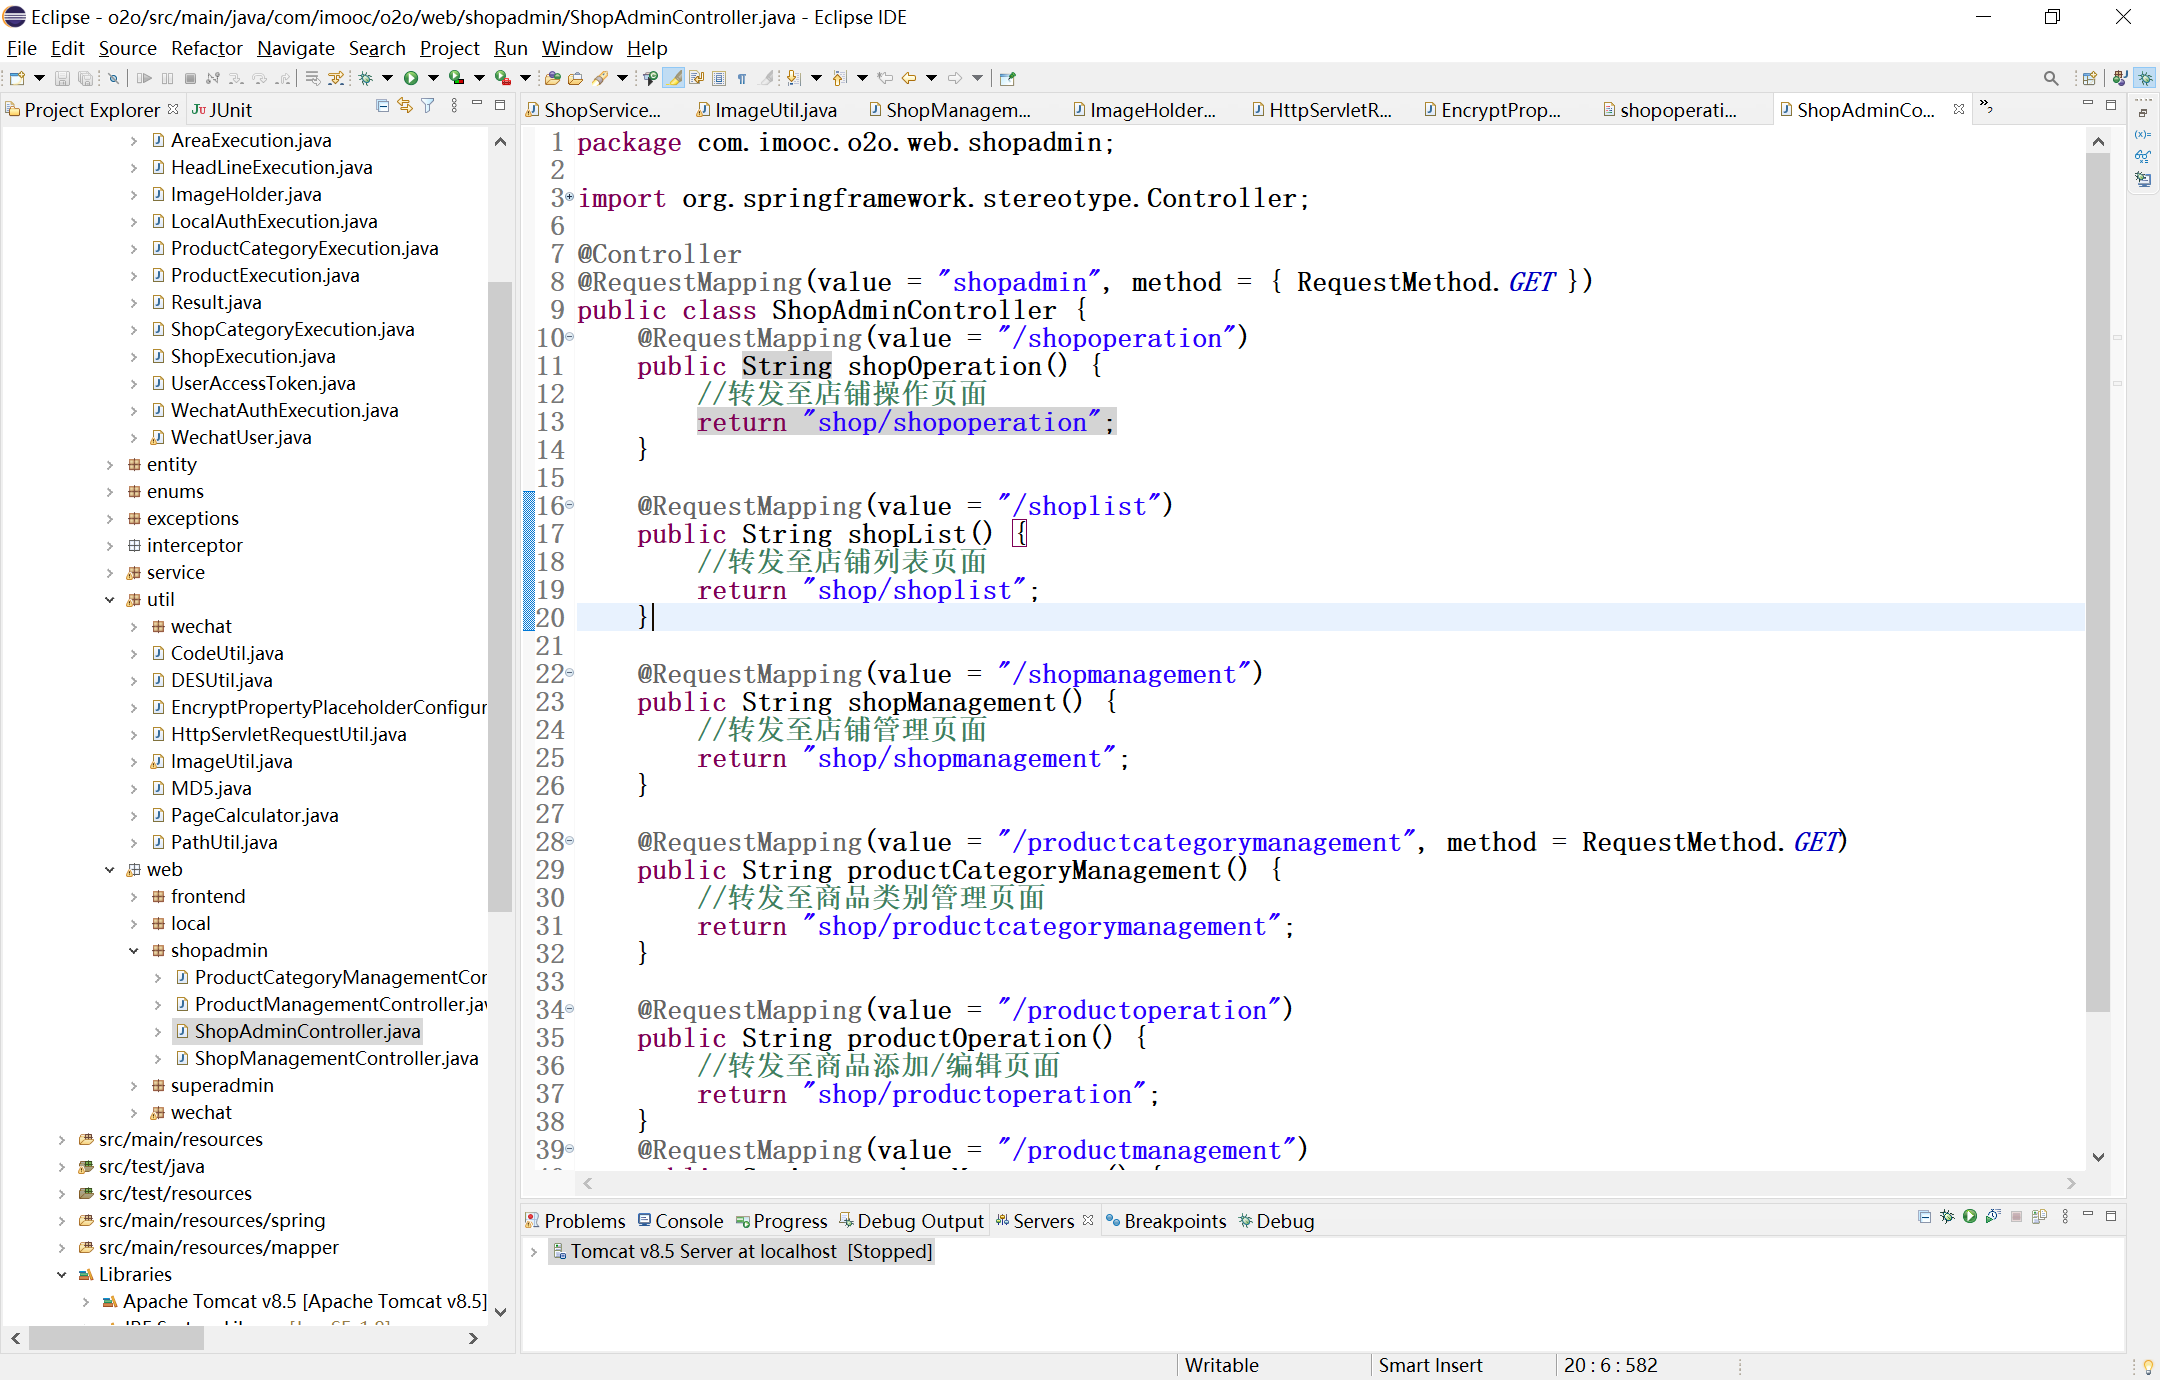 Eclipse - o2o/src/main/java/com/imooc/o2o/web/shopadmin/ShopAdminController.java - Eclipse IDE
File Edit Source Refactor Navigate Search Project Run Window Help
Project Explorer
JUnit
AreaExecution.java
HeadLineExecution.java
ImageHolder.java
LocalAuthExecution.java
ProductCategoryExecution.java
ProductExecution.java
Result.java
ShopCategoryExecution.java
ShopExecution.java
UserAccessToken.java
WechatAuthExecution.java
WechatUser.java
entity
enums
exceptions
interceptor
service
util
wechat
CodeUtil.java
DESUtil.java
EncryptPropertyPlaceholderConfigur
HttpServletRequestUtil.java
ImageUtil.java
MD5.java
PageCalculator.java
PathUtil.java
web
frontend
local
shopadmin
ProductCategoryManagementCor
ProductManagementController.jav
ShopAdminController.java
ShopManagementController.java
superadmin
wechat
src/main/resources
src/test/java
src/test/resources
src/main/resources/spring
src/main/resources/mapper
Libraries
Apache Tomcat v8.5 [Apache Tomcat v8.5]
ShopService... ImageUtil.java ShopManagem... ImageHolder... HttpServletR... EncryptProp... shopoperati... ShopAdminCo... »2
1 package com.imooc.o2o.web.shopadmin;
2
3 import org.springframework.stereotype.Controller;
6
7 @Controller
8 @RequestMapping(value = "shopadmin", method = { RequestMethod.GET })
9 public class ShopAdminController {
10 @RequestMapping(value = "/shopoperation")
11 public String shopOperation() {
12 //转发至店铺操作页面
13 return "shop/shopoperation";
14 }
15
16 @RequestMapping(value = "/shoplist")
17 public String shopList() {
18 //转发至店铺列表页面
19 return "shop/shoplist";
20 }
21
22 @RequestMapping(value = "/shopmanagement")
23 public String shopManagement() {
24 //转发至店铺管理页面
25 return "shop/shopmanagement";
26 }
27
28 @RequestMapping(value = "/productcategorymanagement", method = RequestMethod.GET)
29 public String productCategoryManagement() {
30 //转发至商品类别管理页面
31 return "shop/productcategorymanagement";
32 }
33
34 @RequestMapping(value = "/productoperation")
35 public String productOperation() {
36 //转发至商品添加/编辑页面
37 return "shop/productoperation";
38 }
39 @RequestMapping(value = "/productmanagement")
Problems Console Progress Debug Output Servers Breakpoints Debug
Tomcat v8.5 Server at localhost [Stopped]
Writable Smart Insert 20 : 6 : 582